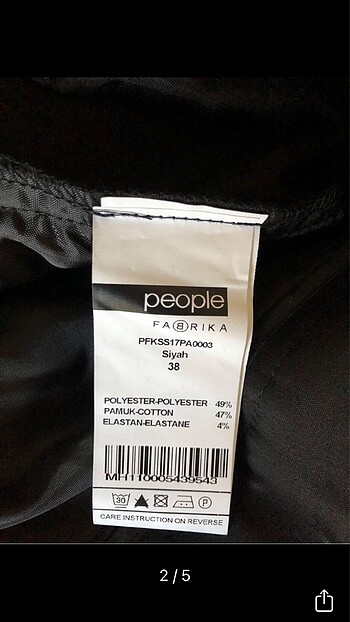 people
FABRIKA
PFKSS17PA0003
Siyah
38
POLYESTER-POLYESTER 49%
PAMUK-COTTON 47%
ELASTAN-ELASTANE 4%
MH110005439543
30 P
CARE INSTRUCTION ON REVERSE
2 / 5